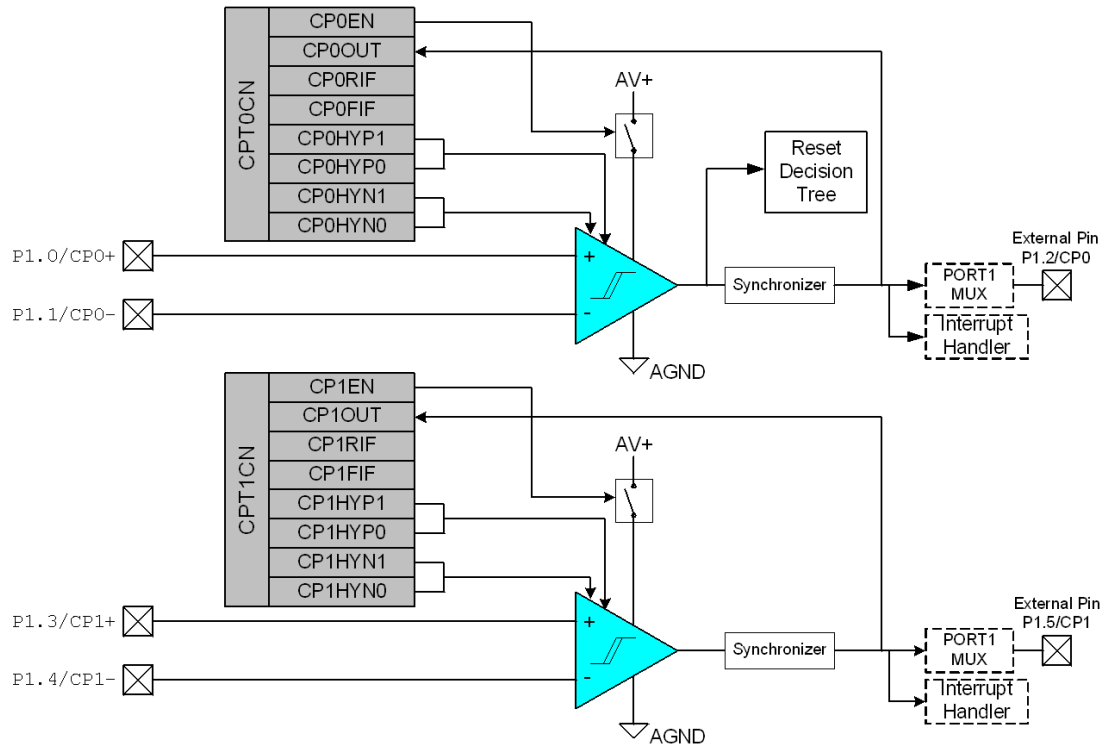 CPT0CN
CP0EN
CP0OUT
CP0RIF
CP0FIF
CP0HYP1
CP0HYP0
CP0HYN1
CP0HYN0
AV+
Reset
Decision
Tree
P1.0/CP0+
P1.1/CP0-
+
-
AGND
Synchronizer
External Pin
P1.2/CP0
PORT1
MUX
Interrupt
Handler
CPT1CN
CP1EN
CP1OUT
CP1RIF
CP1FIF
CP1HYP1
CP1HYP0
CP1HYN1
CP1HYN0
AV+
P1.3/CP1+
P1.4/CP1-
+
-
AGND
Synchronizer
External Pin
P1.5/CP1
PORT1
MUX
Interrupt
Handler